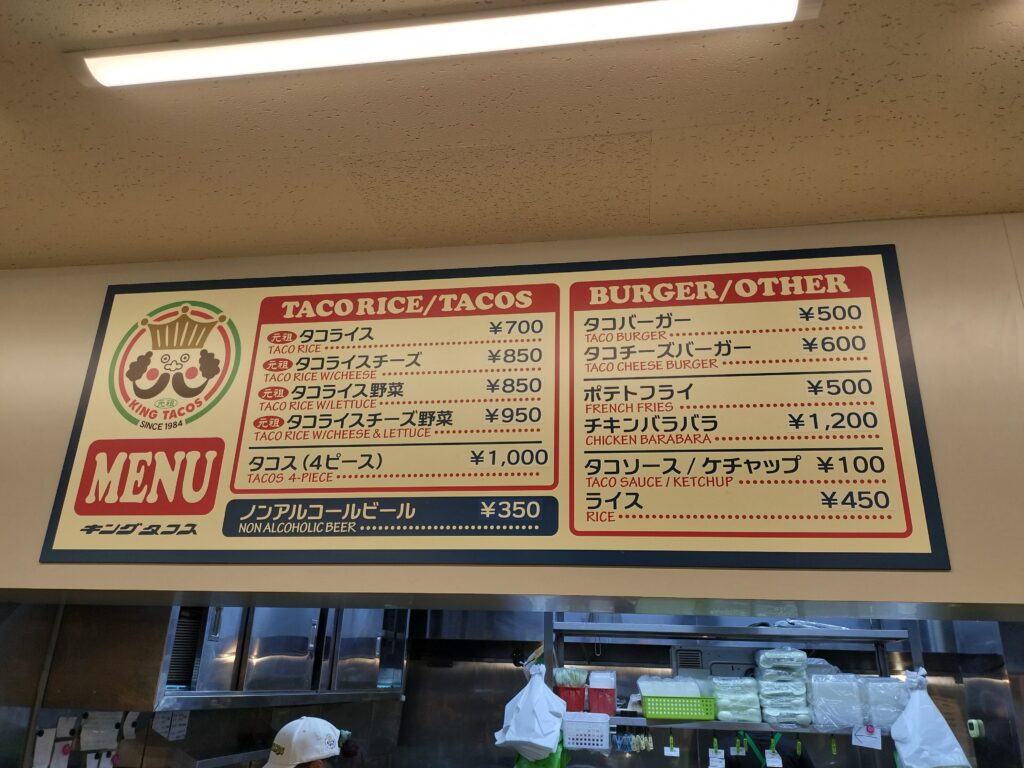 元祖
KING TACOS
SINCE 1984
MENU
キングタコス
TACO RICE/TACOS
元祖 タコライス ¥700
TACO RICE
元祖 タコライスチーズ ¥850
TACO RICE W/CHEESE
元祖 タコライス野菜 ¥850
TACO RICE W/LETTUCE
元祖 タコライスチーズ野菜 ¥950
TACO RICE W/CHEESE & LETTUCE
タコス(4ピース) ¥1,000
TACOS 4-PIECE
ノンアルコールビール ¥350
NON ALCOHOLIC BEER
BURGER/OTHER
タコバーガー ¥500
TACO BURGER
タコチーズバーガー ¥600
TACO CHEESE BURGER
ポテトフライ ¥500
FRENCH FRIES
チキンバラバラ ¥1,200
CHICKEN BARABARA
タコソース / ケチャップ ¥100
TACO SAUCE / KETCHUP
ライス ¥450
RICE